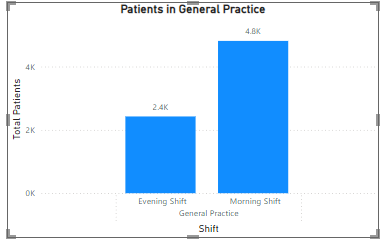 Patients in General Practice
4.8K
4K
2.4K
Total Patients
2K
0K
Evening Shift
Morning Shift
General Practice
Shift